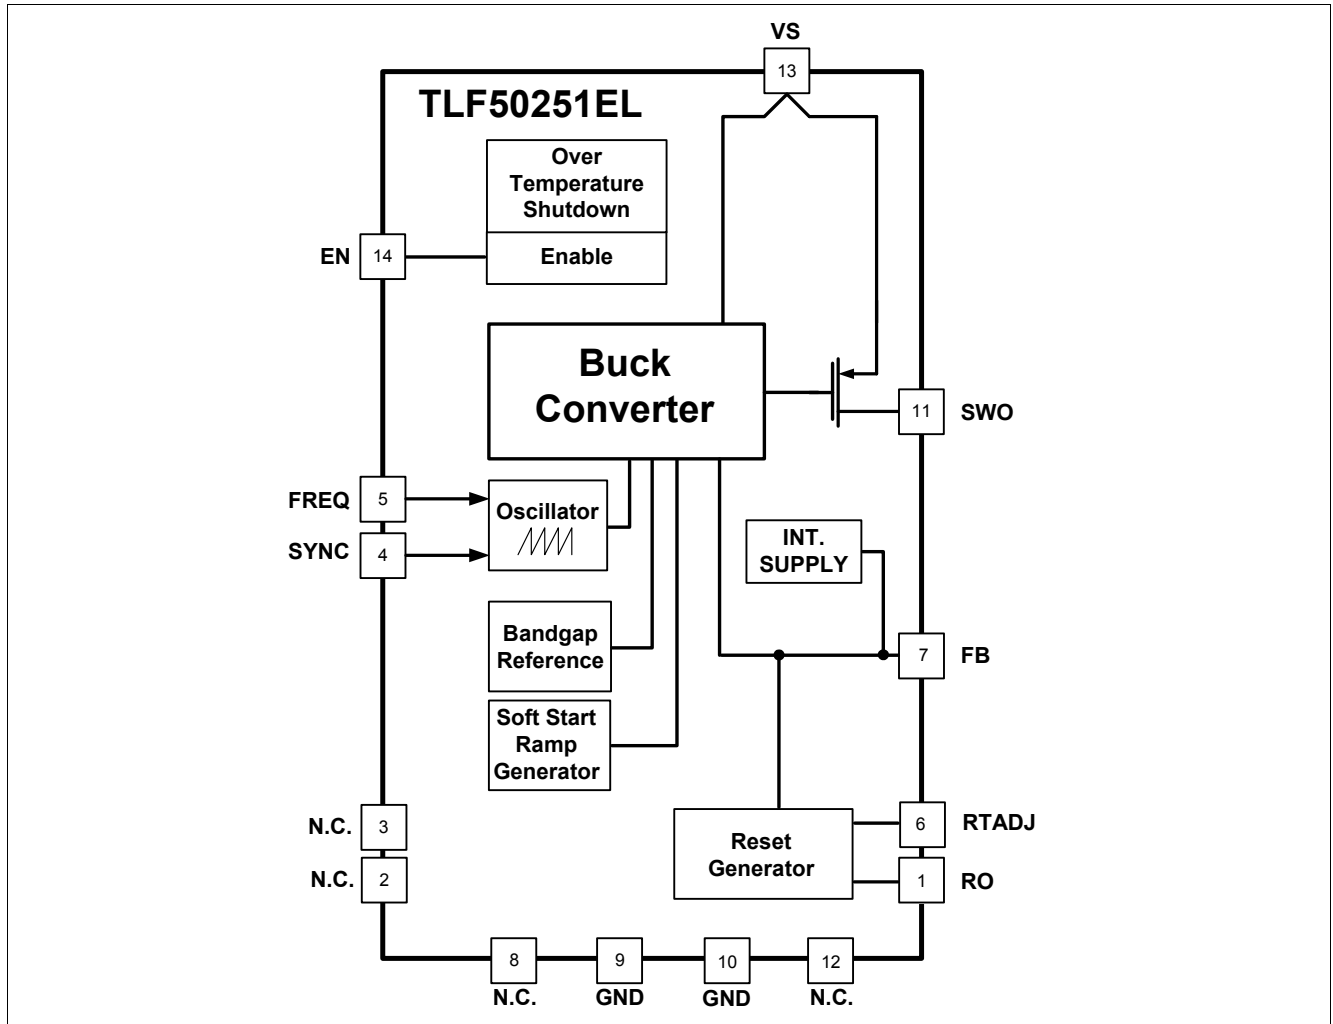 VS
13
TLF50251EL
Over
Temperature
Shutdown
EN
14
Enable
Buck
Converter
11
SWO
FREQ
5
Oscillator
SYNC
4
INT.
SUPPLY
Bandgap
Reference
7
FB
Soft Start
Ramp
Generator
N.C.
3
N.C.
2
Reset
Generator
6
RTADJ
1
RO
8
9
10
12
N.C.
GND
GND
N.C.